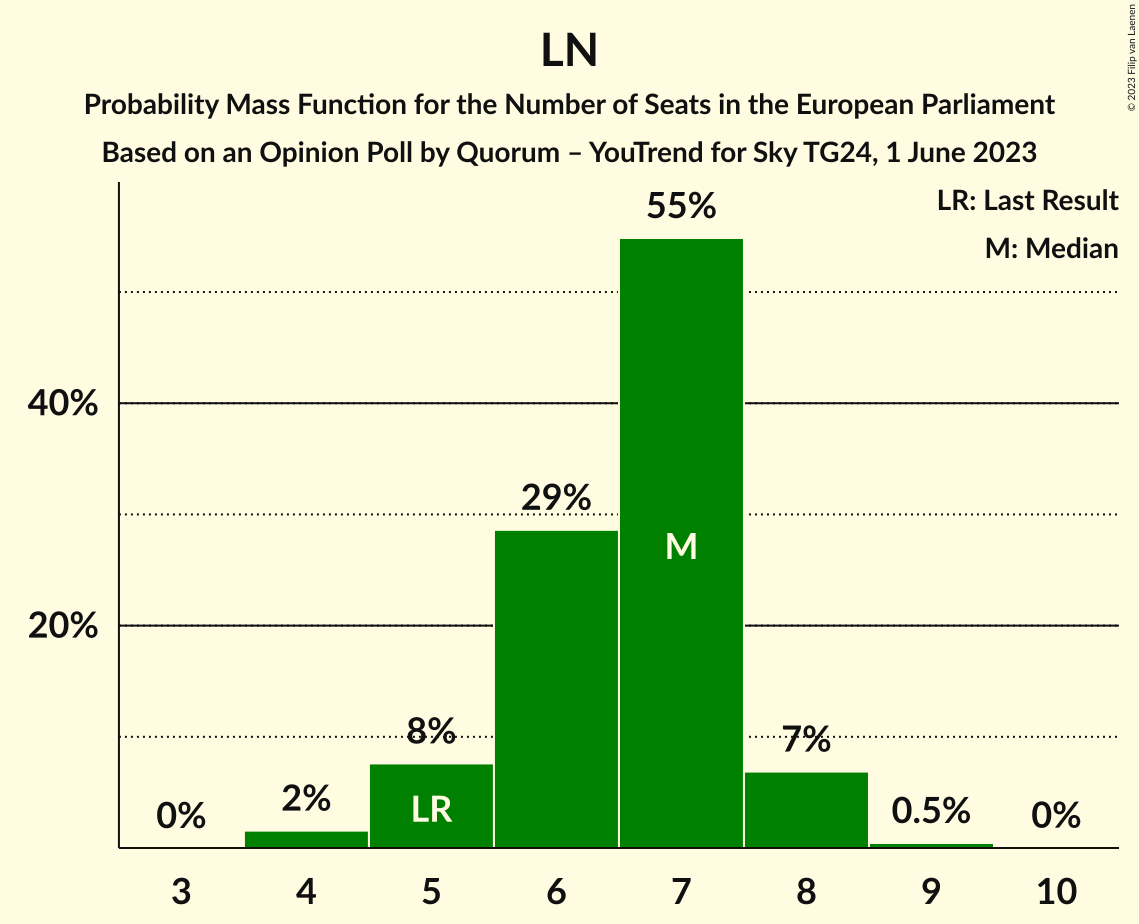 LN
Probability Mass Function for the Number of Seats in the European Parliament
Based on an Opinion Poll by Quorum – YouTrend for Sky TG24, 1 June 2023
© 2023 Filip van Laenen
LR: Last Result
M: Median
55%
40%
29%
M
20%
8%
7%
2%
LR
0.5%
0%
0%
3 4 5 6 7 8 9 10